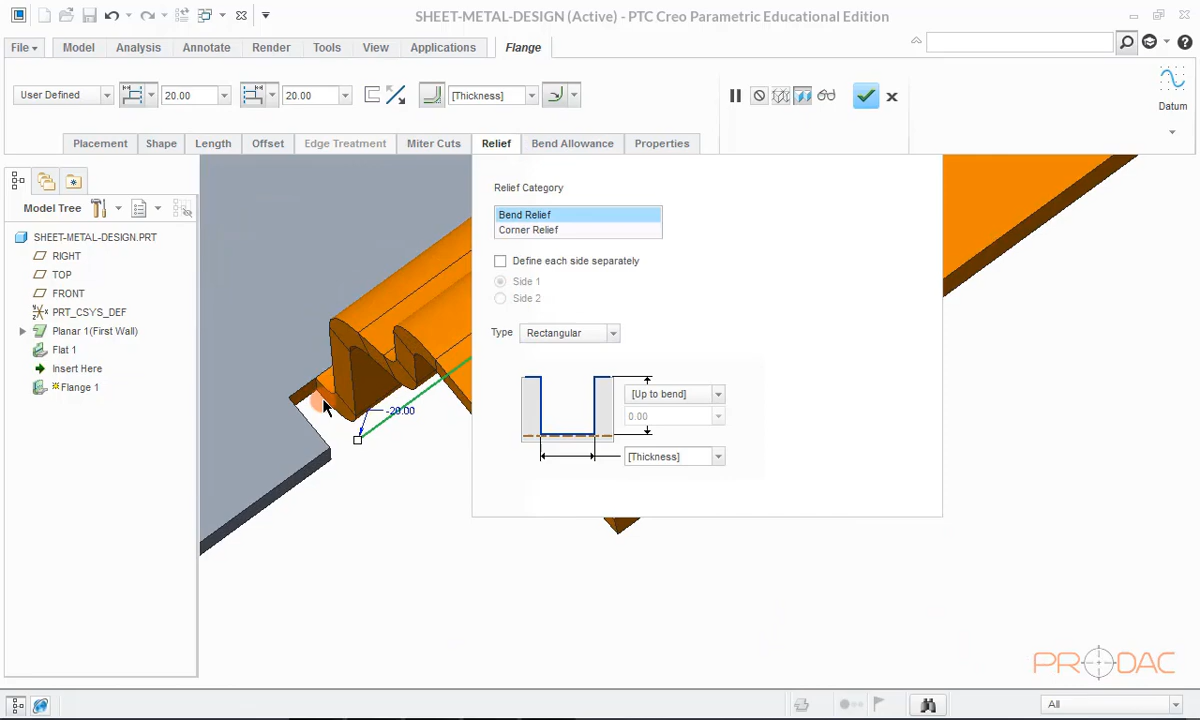 SHEET-METAL-DESIGN (Active) - PTC Creo Parametric Educational Edition
File Model Analysis Annotate Render Tools View Applications Flange
User Defined 20.00 20.00 [Thickness]
Datum
Placement Shape Length Offset Edge Treatment Miter Cuts Relief Bend Allowance Properties
Model Tree
SHEET-METAL-DESIGN.PRT
RIGHT
TOP
FRONT
PRT_CSYS_DEF
Planar 1(First Wall)
Flat 1
Insert Here
Flange 1
-20.00
Relief Category
Bend Relief
Corner Relief
Define each side separately
Side 1
Side 2
Type Rectangular
[Up to bend]
0.00
[Thickness]
PRODAC
All